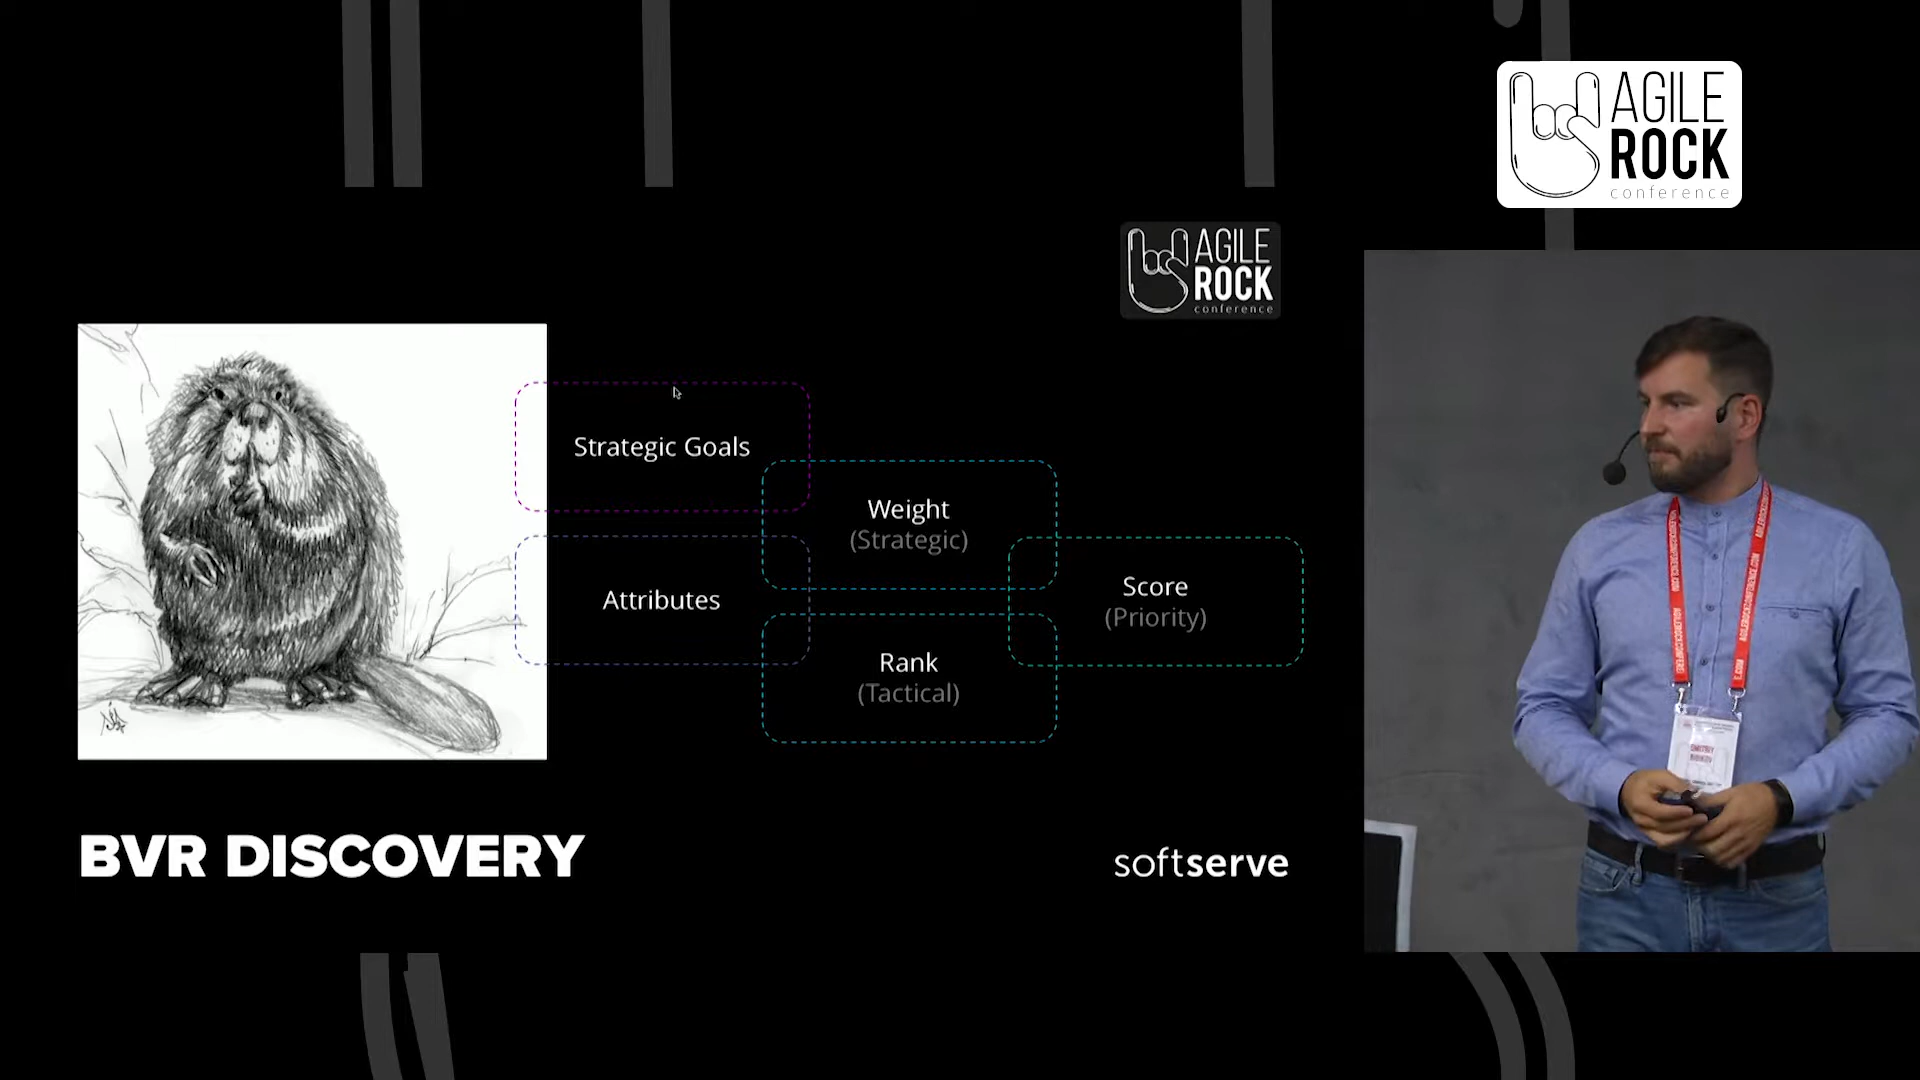 AGILE
ROCK
conference
AGILE
ROCK
conference
Strategic Goals
Weight
(Strategic)
Attributes
Score
(Priority)
Rank
(Tactical)
BVR DISCOVERY
softserve